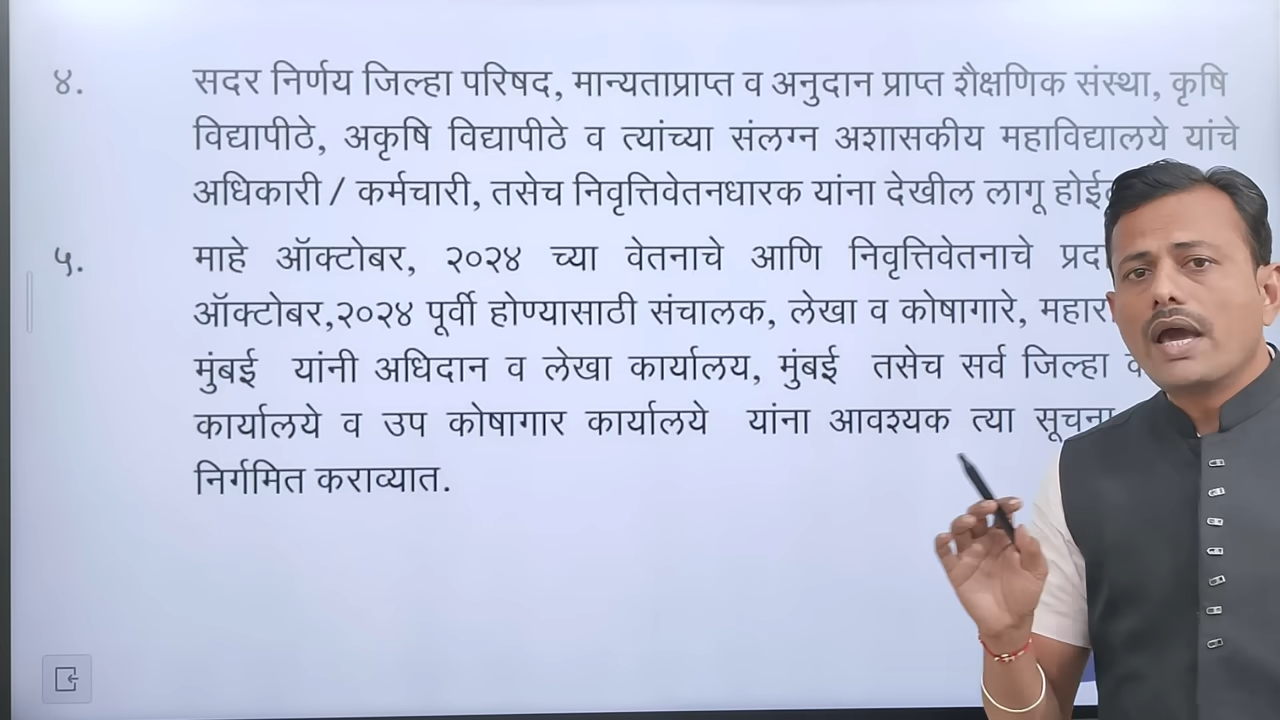 ४. सदर निर्णय जिल्हा परिषद, मान्यताप्राप्त व अनुदान प्राप्त शैक्षणिक संस्था, कृषि
विद्यापीठे, अकृषि विद्यापीठे व त्यांच्या संलग्न अशासकीय महाविद्यालये यांचे
अधिकारी / कर्मचारी, तसेच निवृत्तिवेतनधारक यांना देखील लागू
५. माहे ऑक्टोबर, २०२४ च्या वेतनाचे आणि निवृत्तिवेतनाचे
ऑक्टोबर,२०२४ पूर्वी होण्यासाठी संचालक, लेखा व कोषागारे,
मुंबई यांनी अधिदान व लेखा कार्यालय, मुंबई तसेच सर्व जिल्हा
कार्यालये व उप कोषागार कार्यालये यांना आवश्यक त्या
निर्गमित कराव्यात.